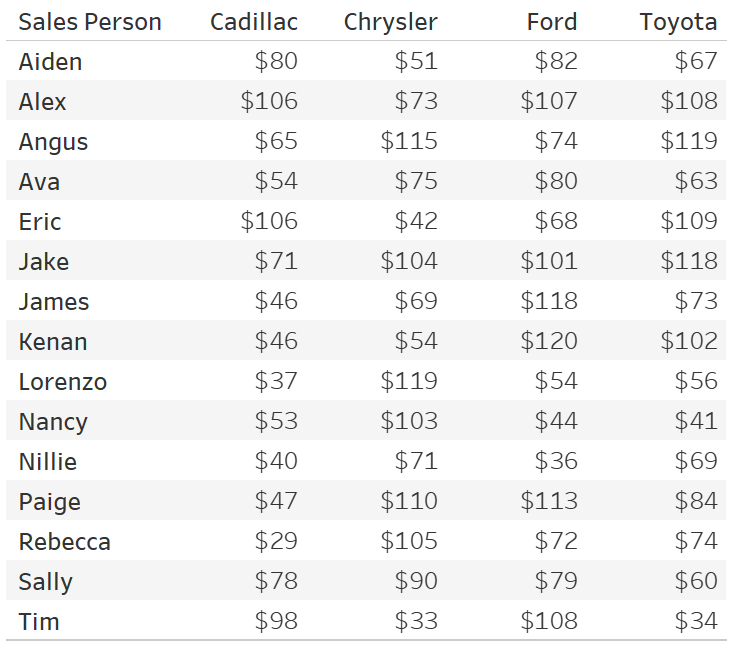 Sales Person Cadillac Chrysler Ford Toyota
Aiden $80 $51 $82 $67
Alex $106 $73 $107 $108
Angus $65 $115 $74 $119
Ava $54 $75 $80 $63
Eric $106 $42 $68 $109
Jake $71 $104 $101 $118
James $46 $69 $118 $73
Kenan $46 $54 $120 $102
Lorenzo $37 $119 $54 $56
Nancy $53 $103 $44 $41
Nillie $40 $71 $36 $69
Paige $47 $110 $113 $84
Rebecca $29 $105 $72 $74
Sally $78 $90 $79 $60
Tim $98 $33 $108 $34